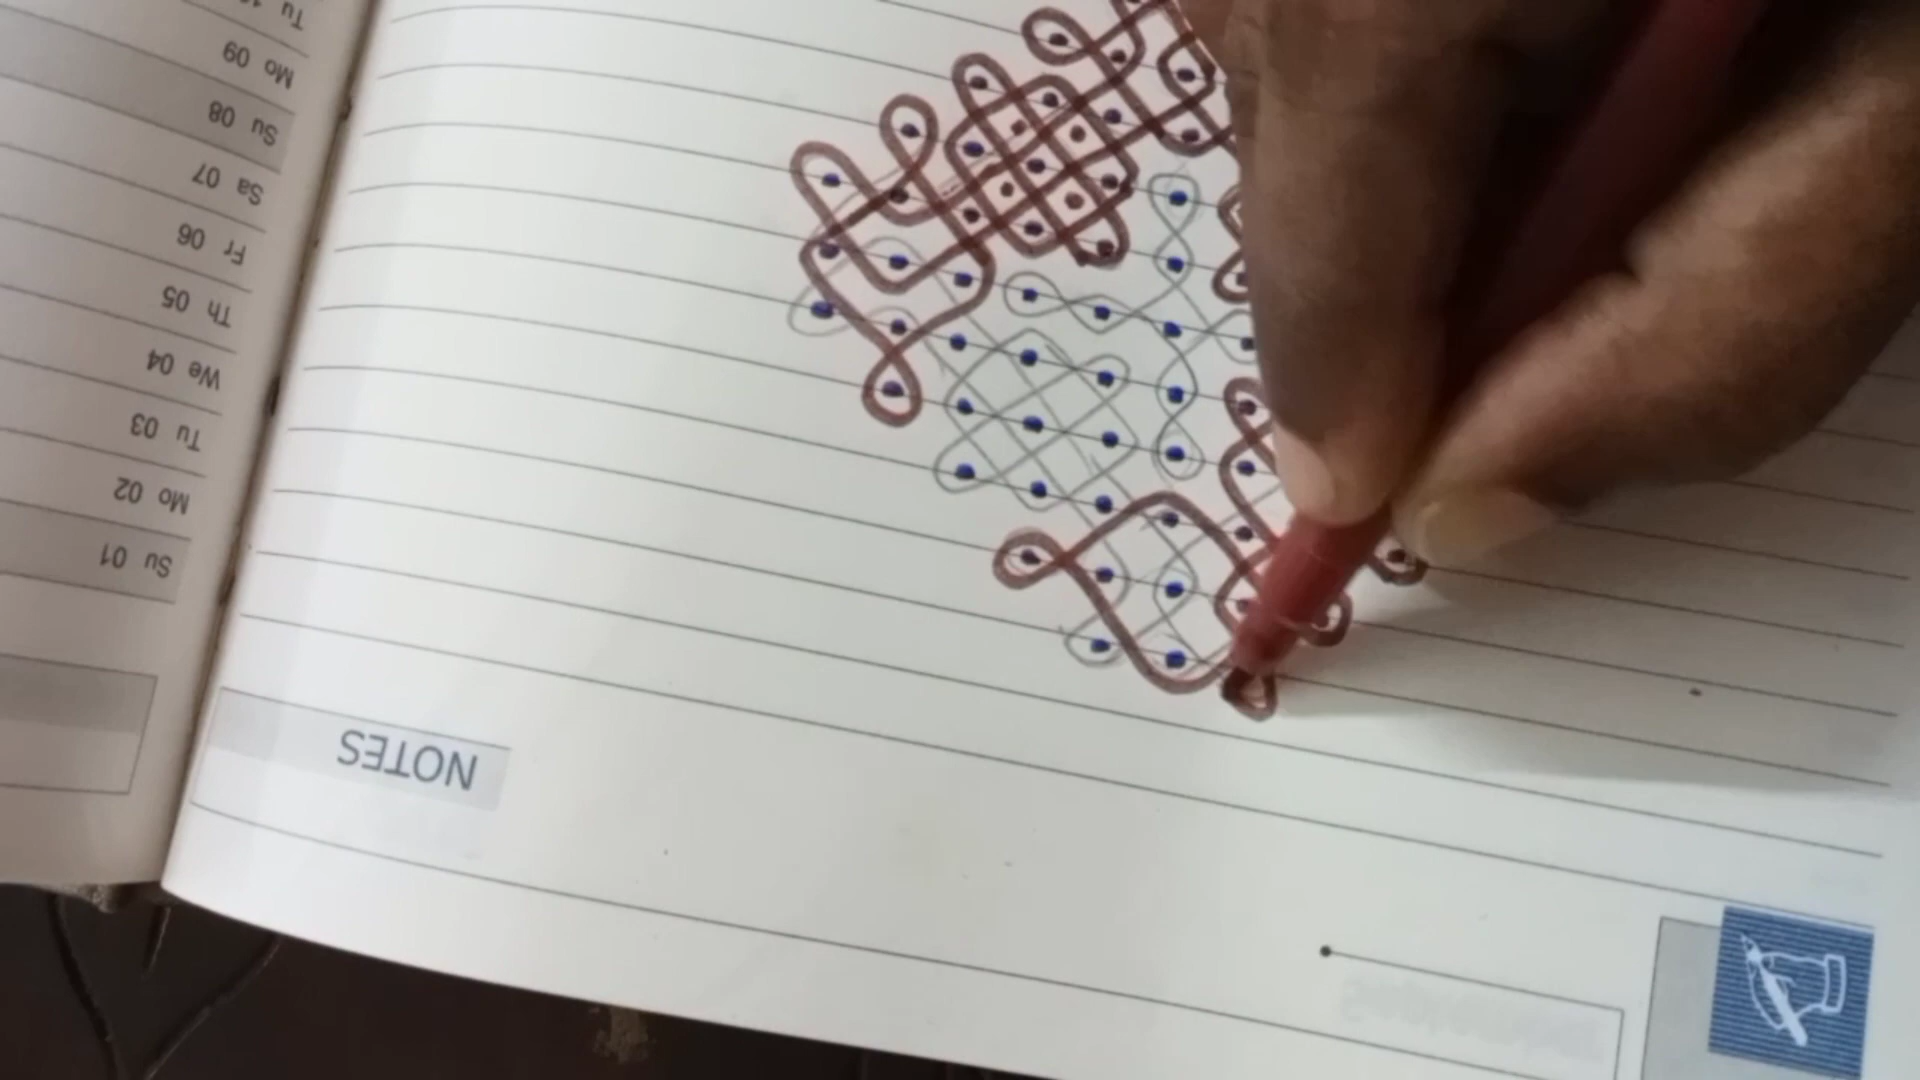 Su 01
Mo 02
Tu 03
We 04
Th 05
Fr 06
Sa 07
Su 08
Mo 09
Tu
NOTES